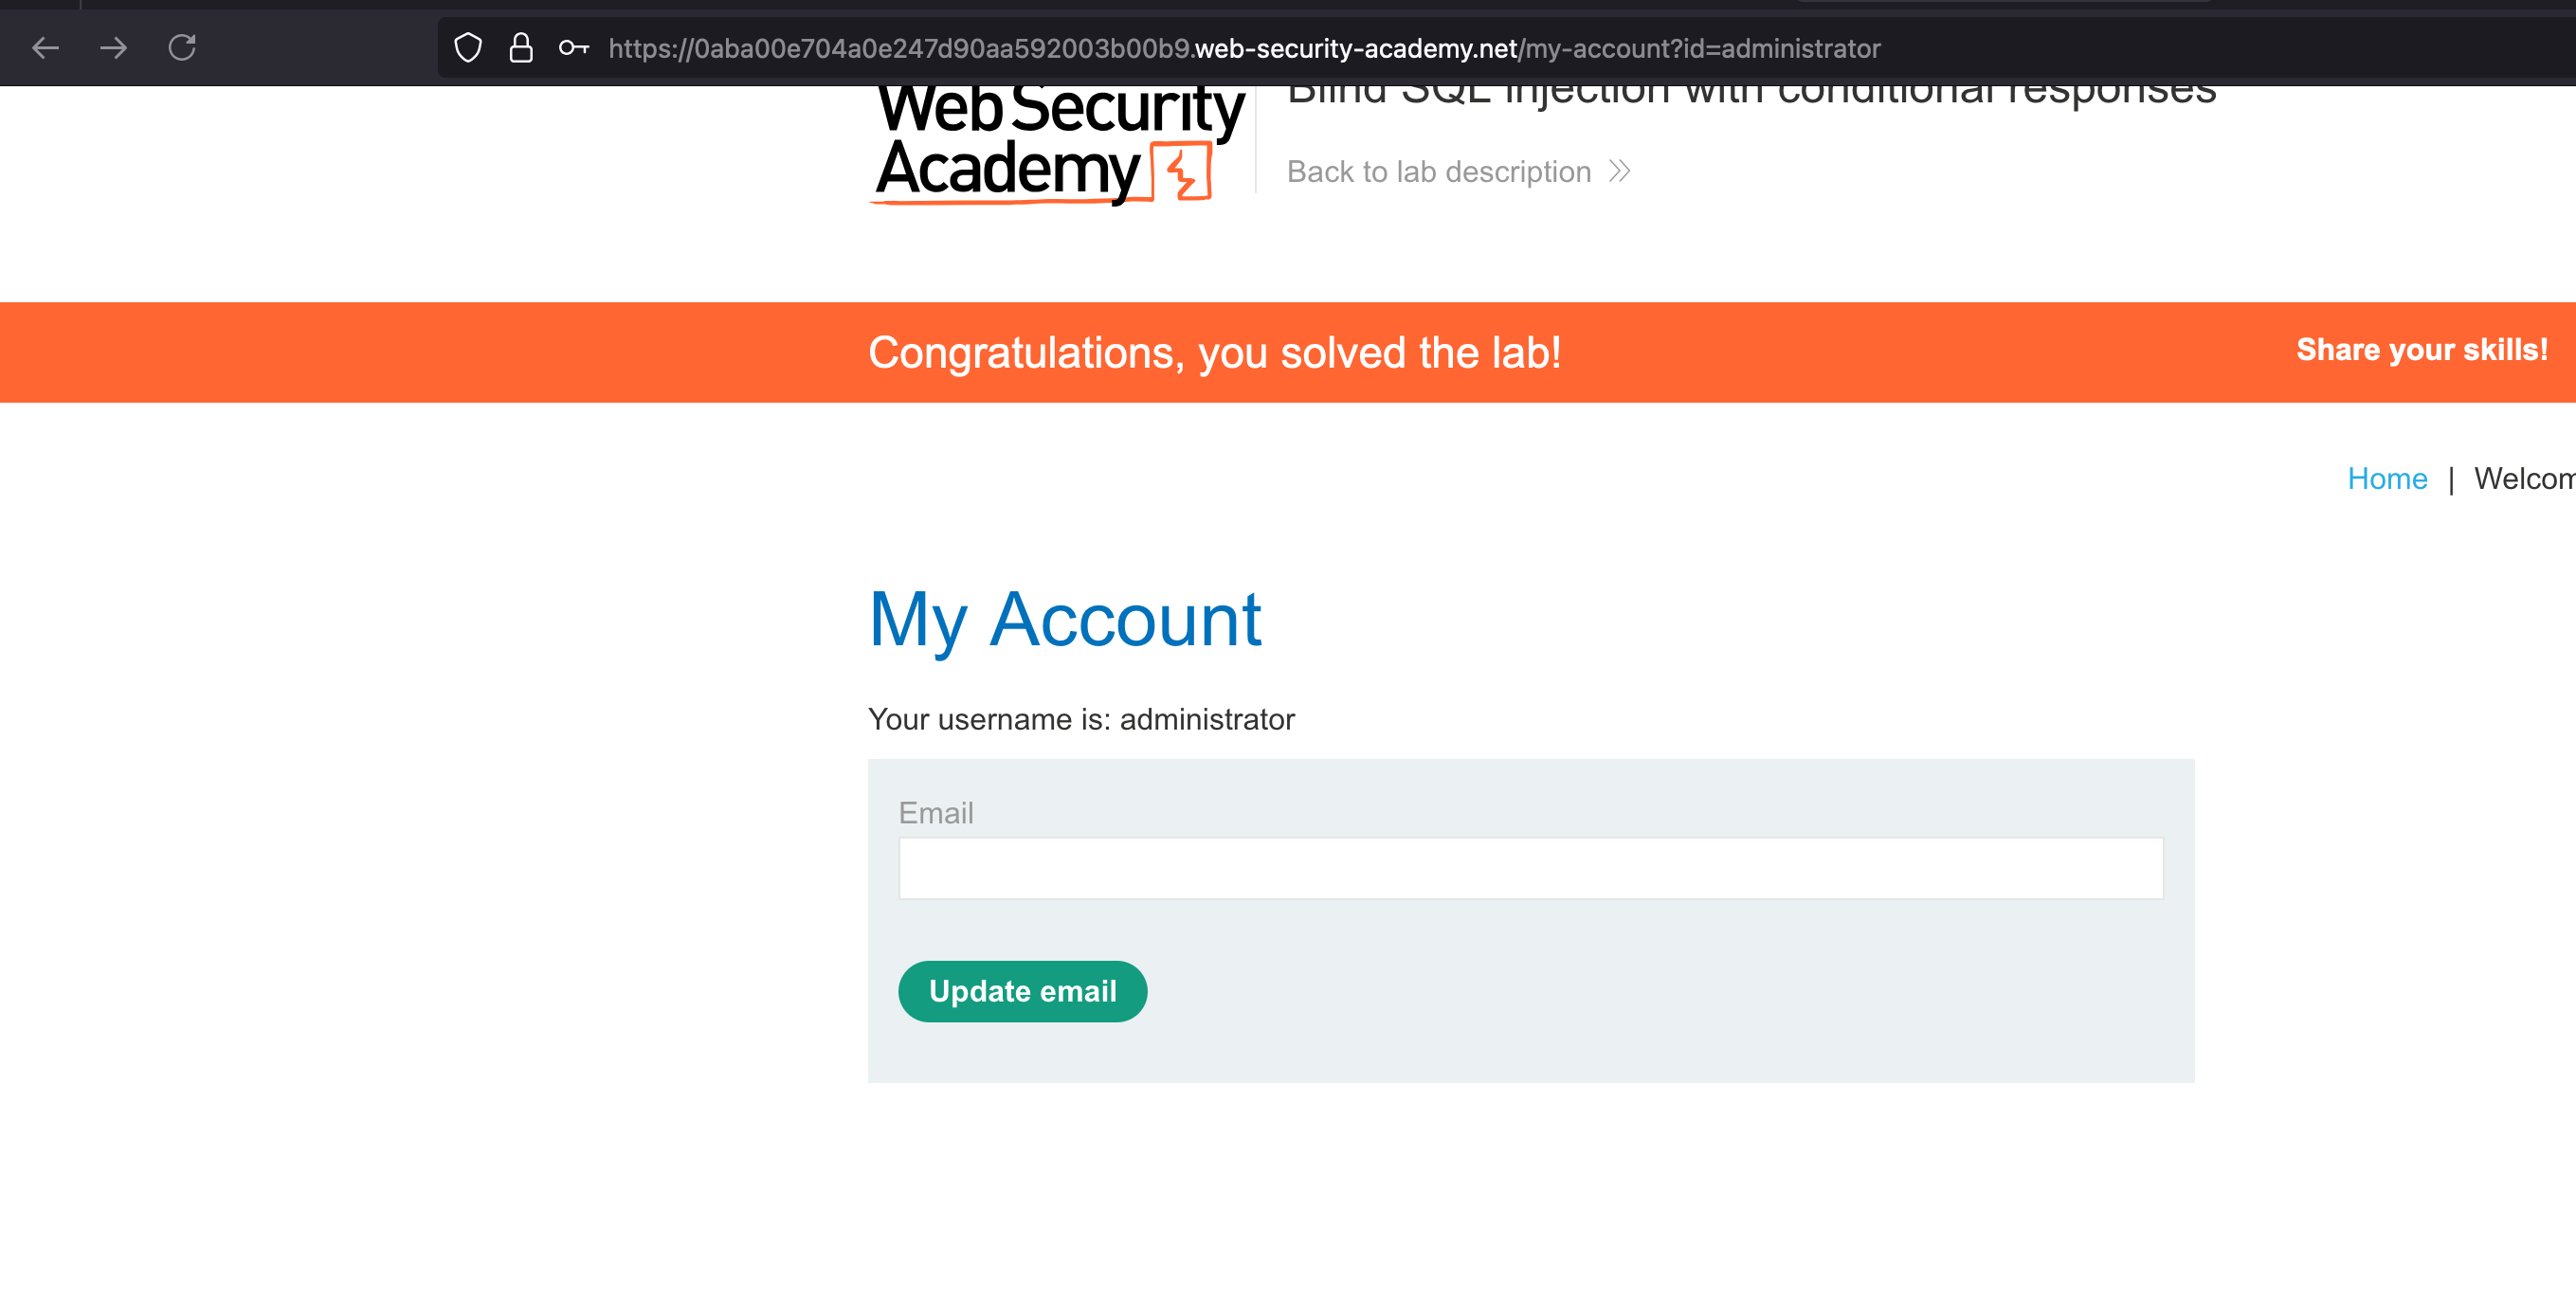 https://0aba00e704a0e247d90aa592003b00b9.web-security-academy.net/my-account?id=administrator
Web Security
Academy
Blind SQL injection with conditional responses
Back to lab description
Congratulations, you solved the lab!
Share your skills!
Home | Welcom
My Account
Your username is: administrator
Email
Update email